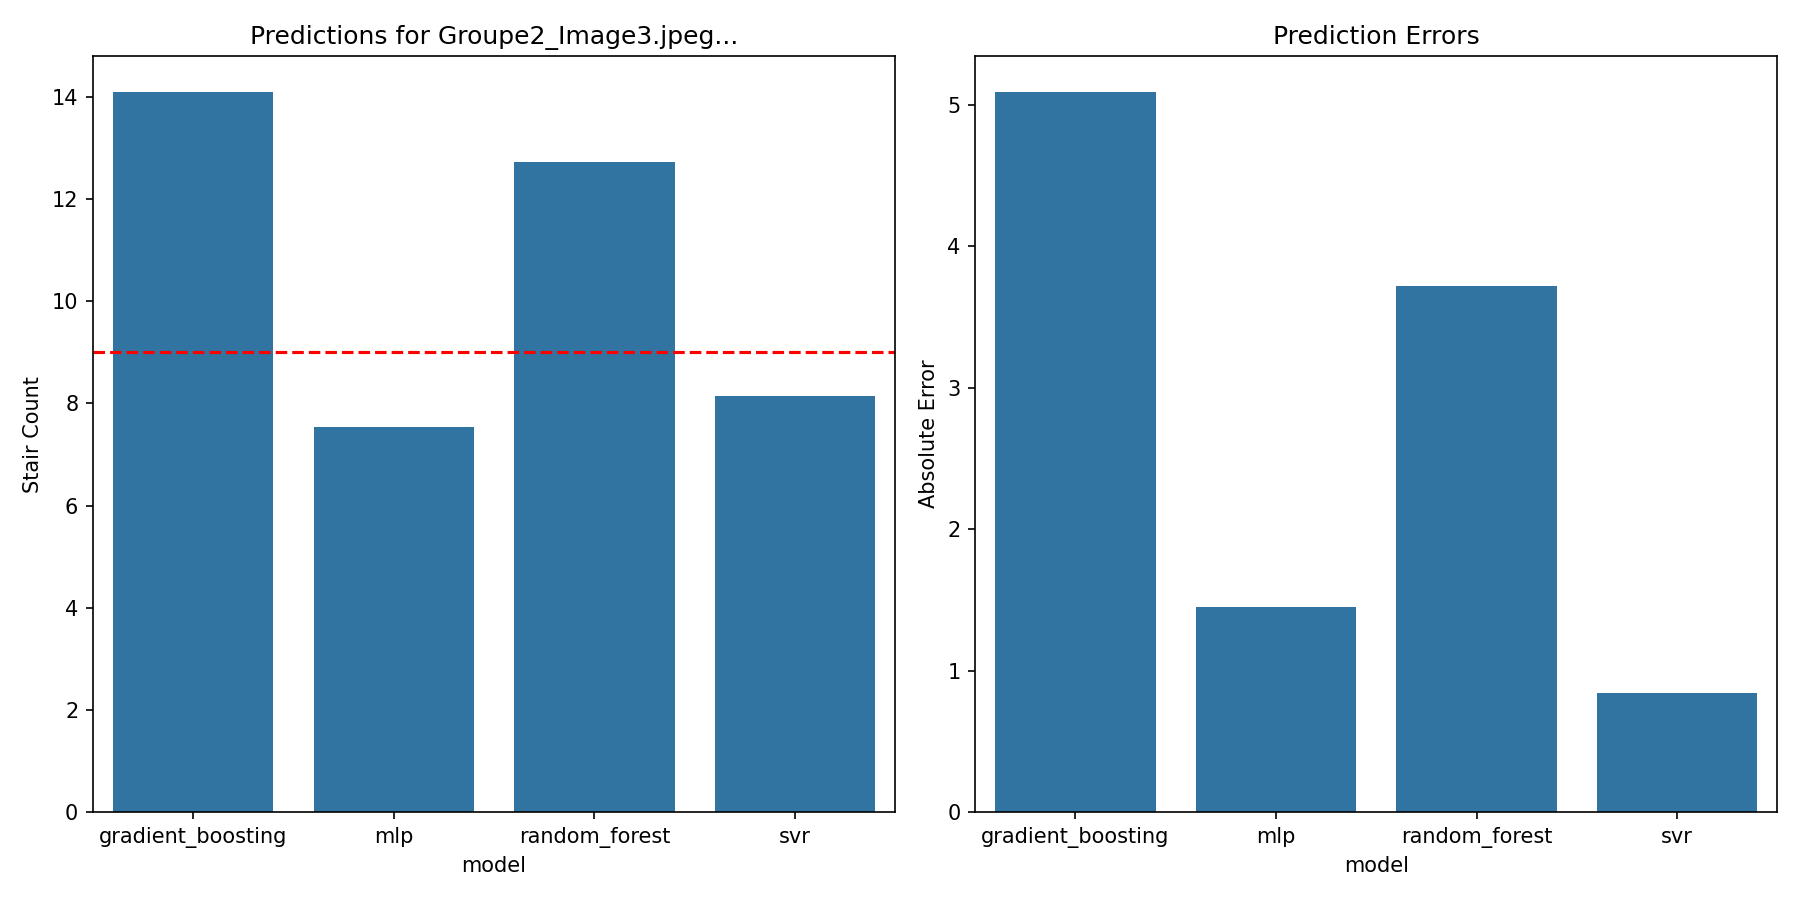 Predictions for Groupe2_Image3.jpeg...
Stair Count
14
12
10
8
6
4
2
0
gradient_boosting mlp random_forest svr
model
Prediction Errors
Absolute Error
5
4
3
2
1
0
gradient_boosting mlp random_forest svr
model